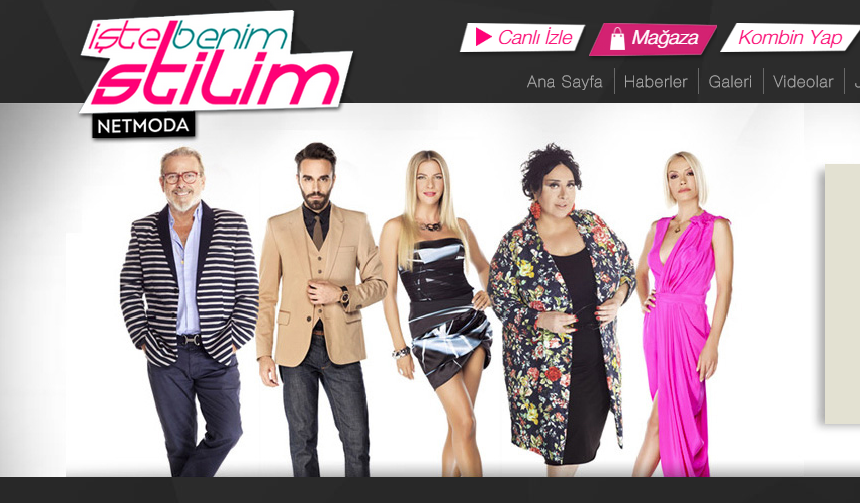 işte benim
stilim
NETMODA
Canlı İzle
Mağaza
Kombin Yap
Ana Sayfa
Haberler
Galeri
Videolar